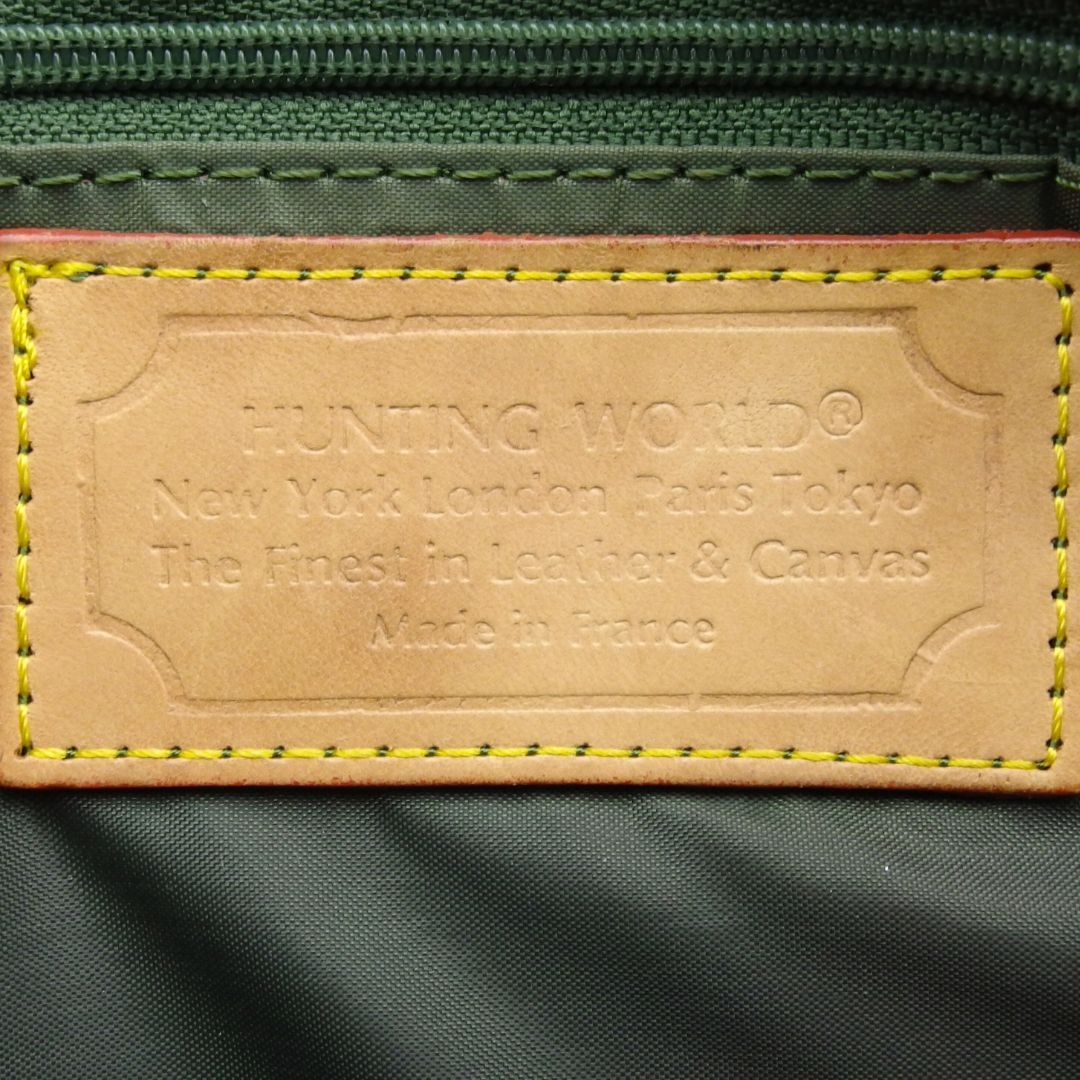 HUNTING WORLD®
New York London Paris Tokyo
The Finest in Leather & Canvas
Made in France